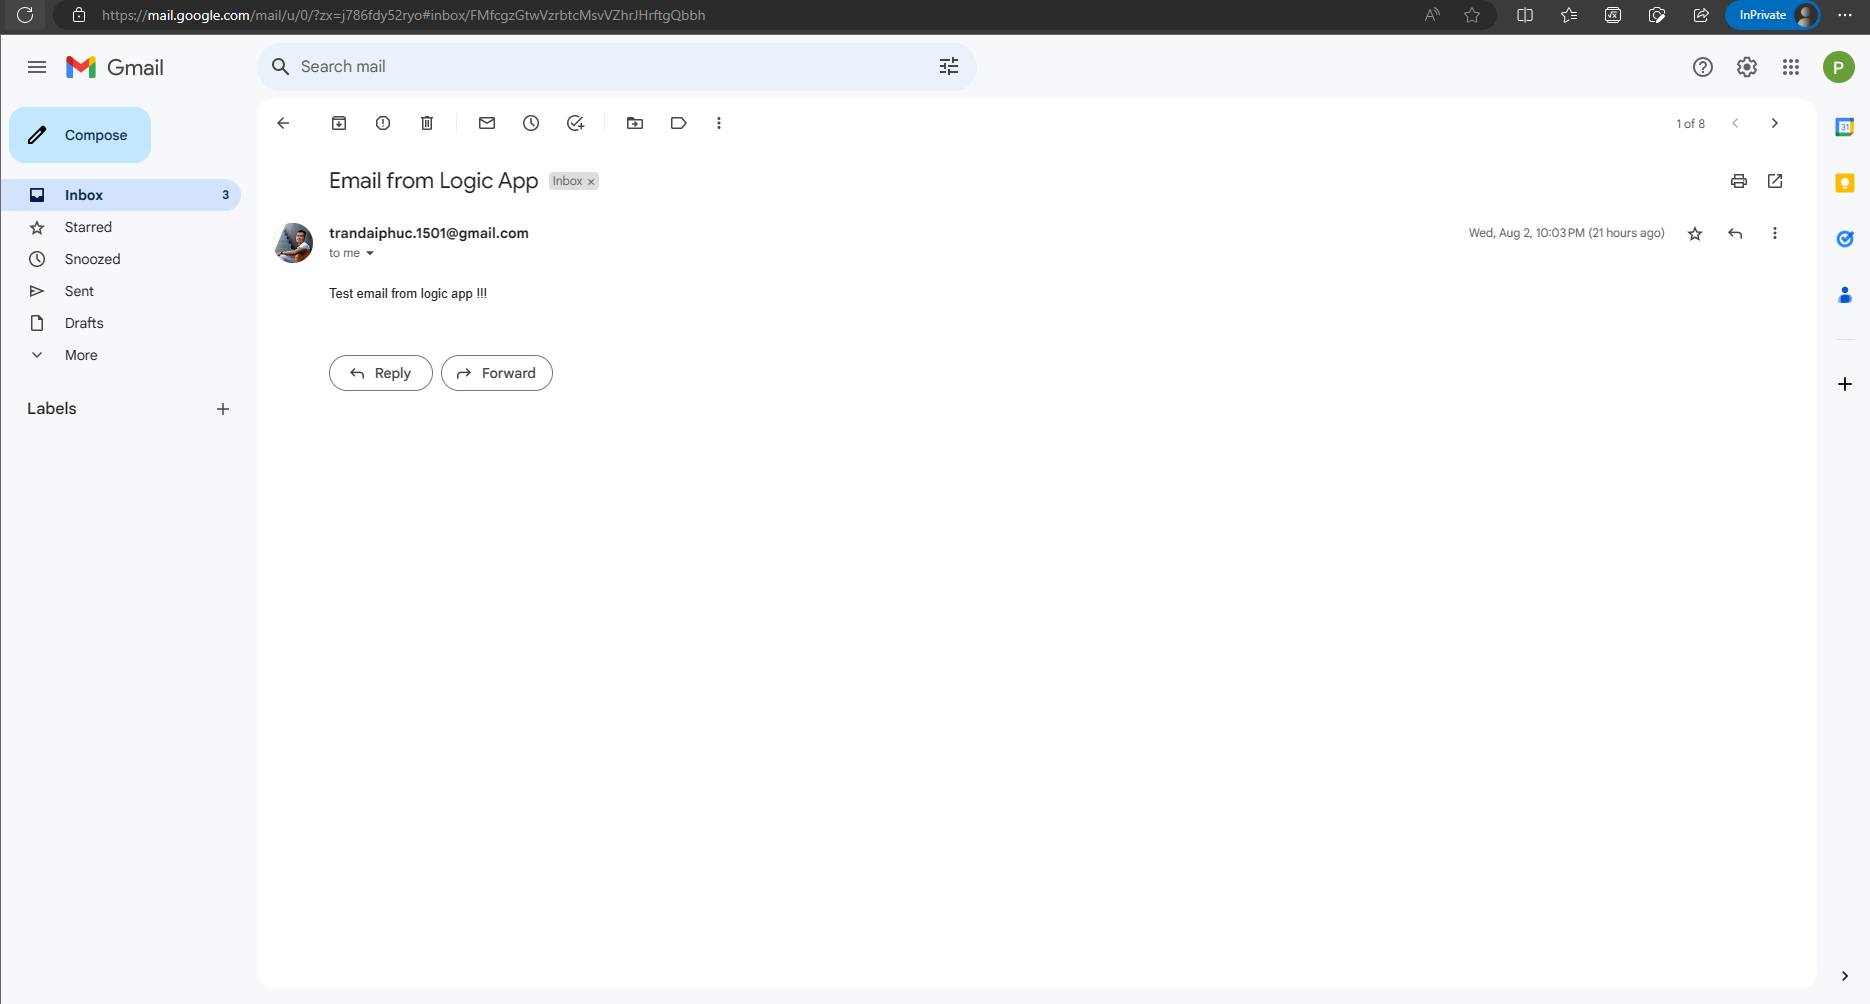 https://mail.google.com/mail/u/0/?zx=j786fdy52ryo#inbox/FMfcgzGtwVzrbtcMsvVZhrJHrftgQbbh
InPrivate
Gmail
Search mail
P
Compose
1 of 8
31
Email from Logic App Inbox ×
Inbox 3
Starred
trandaiphuc.1501@gmail.com
Wed, Aug 2, 10:03 PM (21 hours ago)
to me
Snoozed
Sent
Test email from logic app !!!
Drafts
More
Reply
Forward
Labels